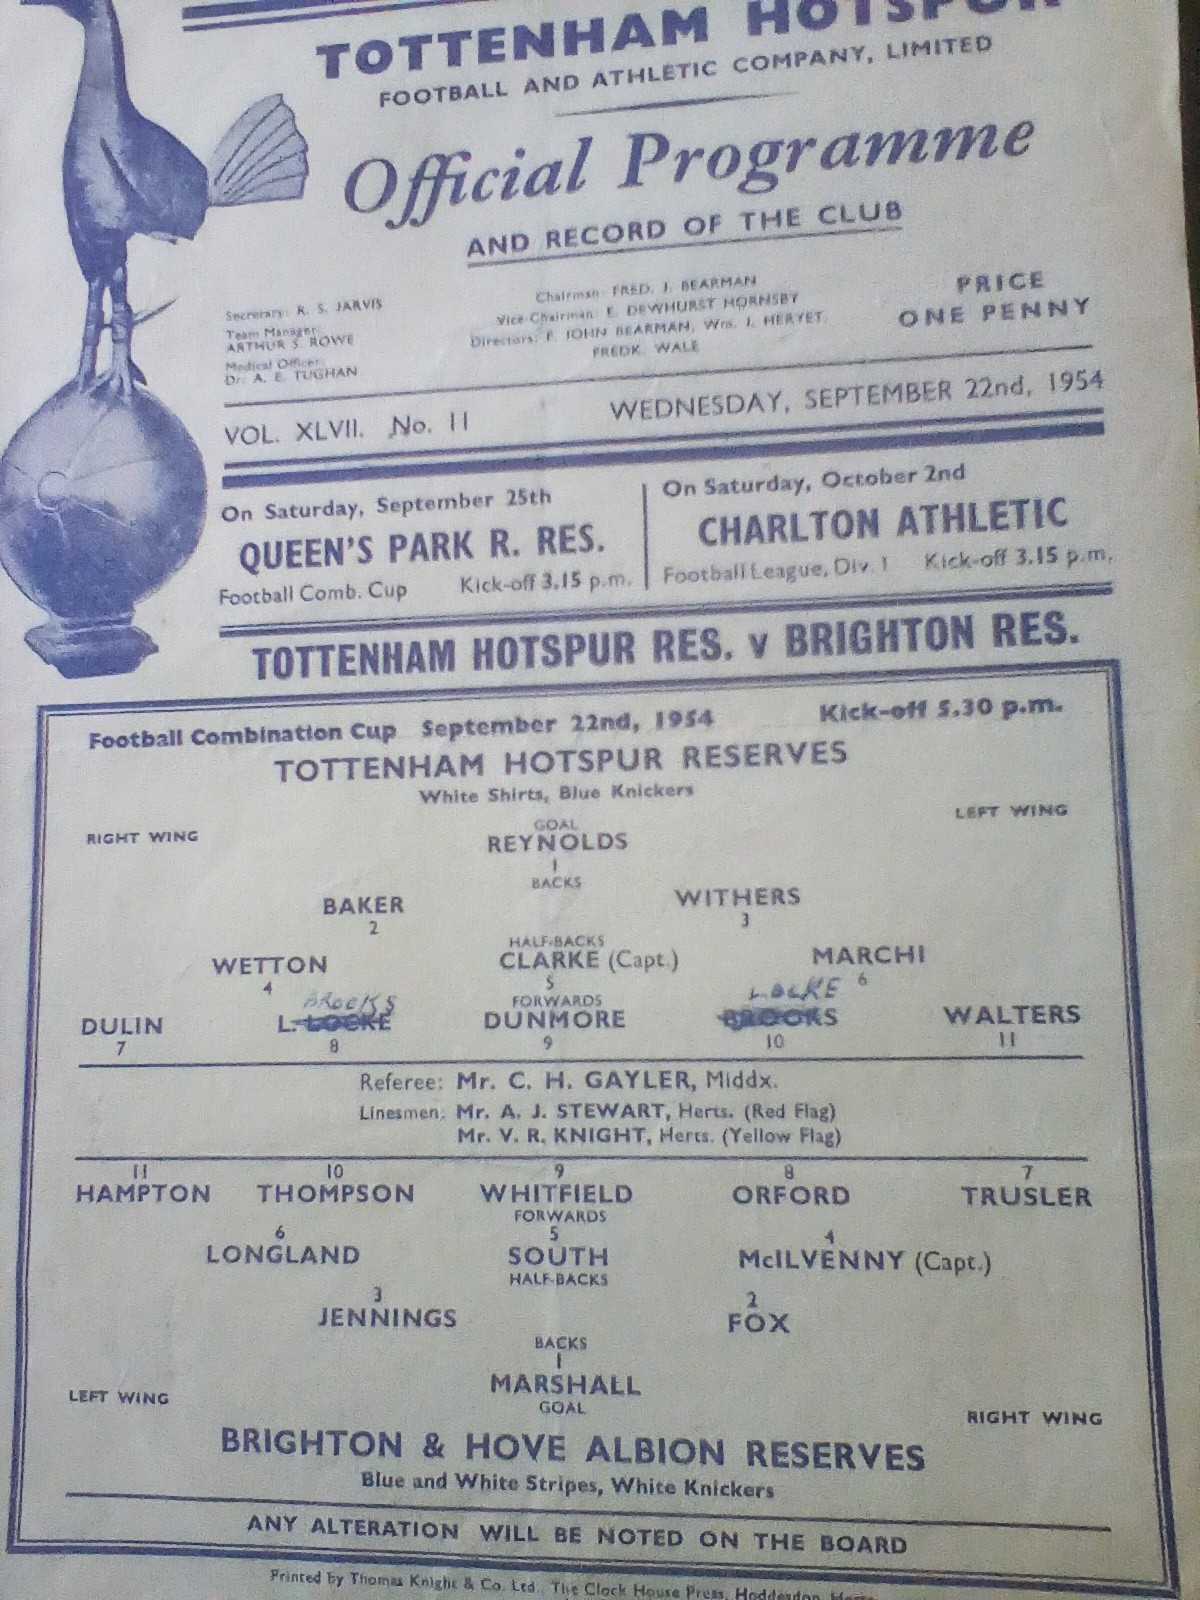 TOTTENHAM HOTSPUR
FOOTBALL AND ATHLETIC COMPANY, LIMITED
Official Programme
AND RECORD OF THE CLUB
Secretary: R. S. JARVIS
Team Manager:
ARTHUR S. ROWE
Medical Officer:
Dr. A. E. TUGHAN
Chairman: FRED. J. BEARMAN
Vice-Chairman: E. DEWHURST HORNSBY
Directors: F. JOHN BEARMAN, Wm. J. HERYET
FREDK. WALE
PRICE
ONE PENNY
VOL. XLVII. No. 11
WEDNESDAY, SEPTEMBER 22nd, 1954
On Saturday, September 25th
QUEEN'S PARK R. RES.
Football Comb. Cup Kick-off 3.15 p.m.
On Saturday, October 2nd
CHARLTON ATHLETIC
Football League, Div. 1 Kick-off 3.15 p.m.
TOTTENHAM HOTSPUR RES. v BRIGHTON RES.
Football Combination Cup September 22nd, 1954 Kick-off 5.30 p.m.
TOTTENHAM HOTSPUR RESERVES
White Shirts, Blue Knickers
RIGHT WING LEFT WING
GOAL
REYNOLDS
1
BACKS
BAKER WITHERS
2 3
HALF-BACKS
WETTON CLARKE (Capt.) MARCHI
4 5 6
BROOKS FORWARDS LOCKE
DULIN L. LOCKE DUNMORE BROOKS WALTERS
7 8 9 10 11
Referee: Mr. C. H. GAYLER, Middx.
Linesmen: Mr. A. J. STEWART, Herts. (Red Flag)
Mr. V. R. KNIGHT, Herts. (Yellow Flag)
11 10 9 8 7
HAMPTON THOMPSON WHITFIELD ORFORD TRUSLER
FORWARDS
6 5 4
LONGLAND SOUTH McILVENNY (Capt.)
HALF-BACKS
3 2
JENNINGS FOX
BACKS
1
MARSHALL
GOAL
LEFT WING RIGHT WING
BRIGHTON & HOVE ALBION RESERVES
Blue and White Stripes, White Knickers
ANY ALTERATION WILL BE NOTED ON THE BOARD
Printed by Thomas Knight & Co. Ltd., The Clock House Press, Hoddesdon, Herts.